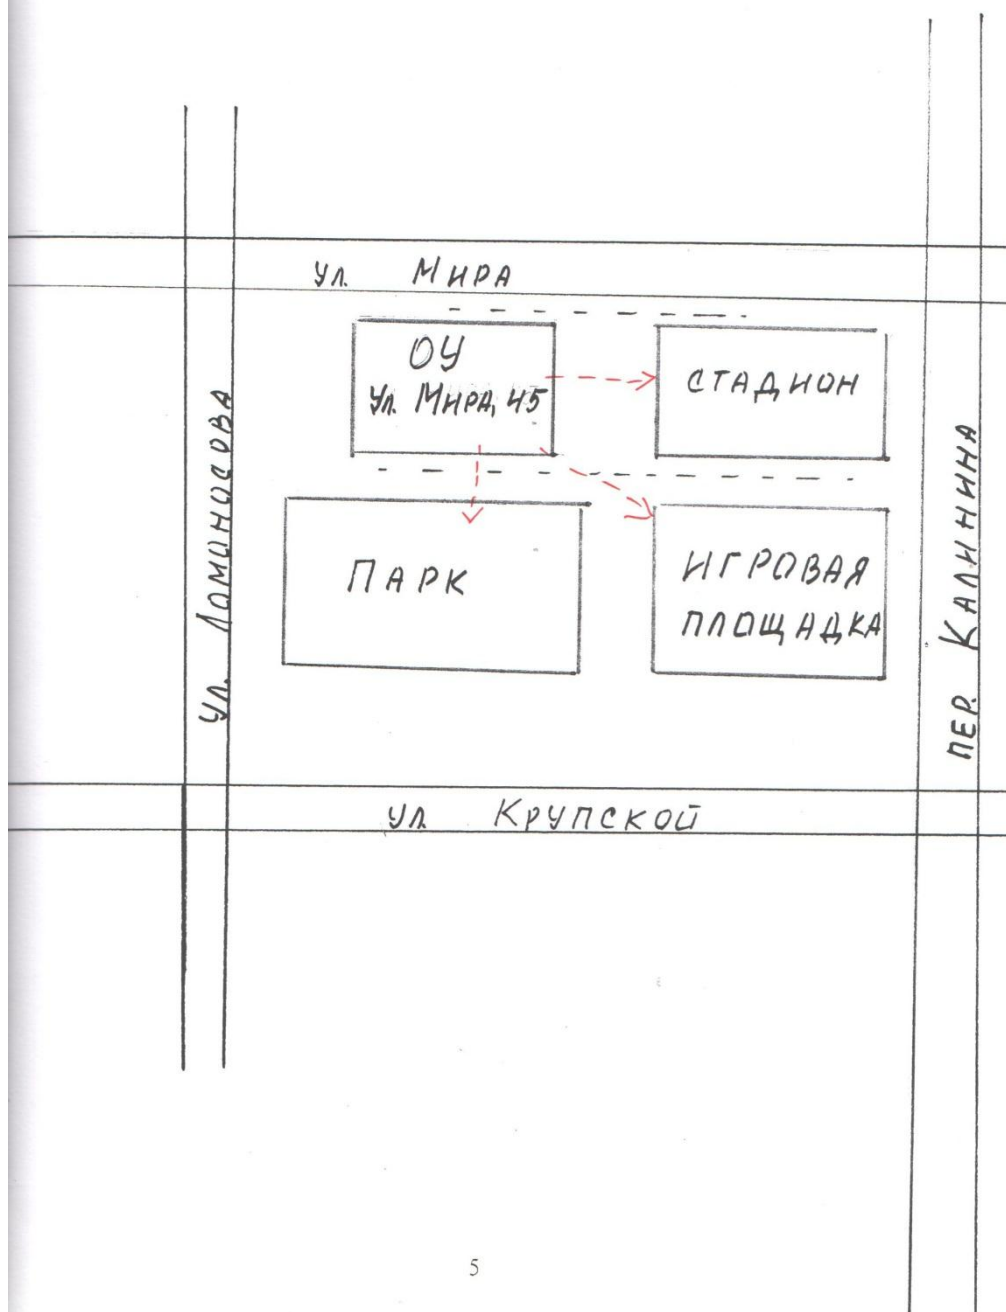 ул. Мира
ОУ
ул. Мира, 45
СТАДИОН
ПАРК
ИГРОВАЯ
ПЛОЩАДКА
ул. Ломоносова
пер. Калинина
ул Крупской
5